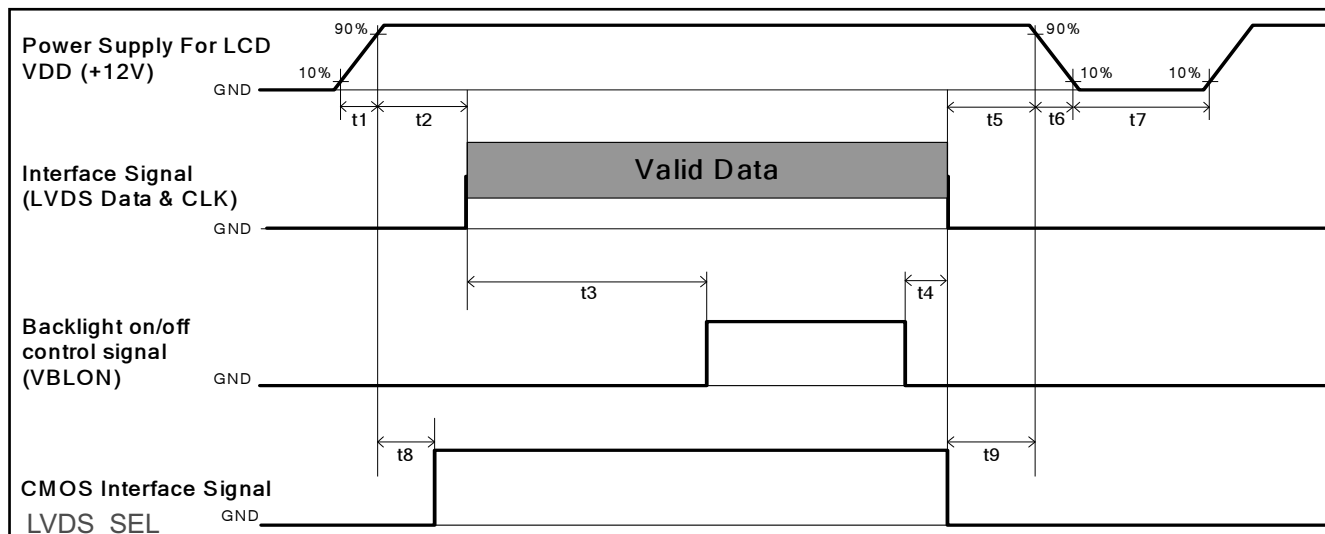 Power Supply For LCD
VDD (+12V)
90%
90%
10%
10%
10%
GND
t1
t2
t5
t6
t7
Valid Data
Interface Signal
(LVDS Data & CLK)
GND
t3
t4
Backlight on/off
control signal
(VBLON)
GND
t8
t9
CMOS Interface Signal
LVDS_SEL
GND